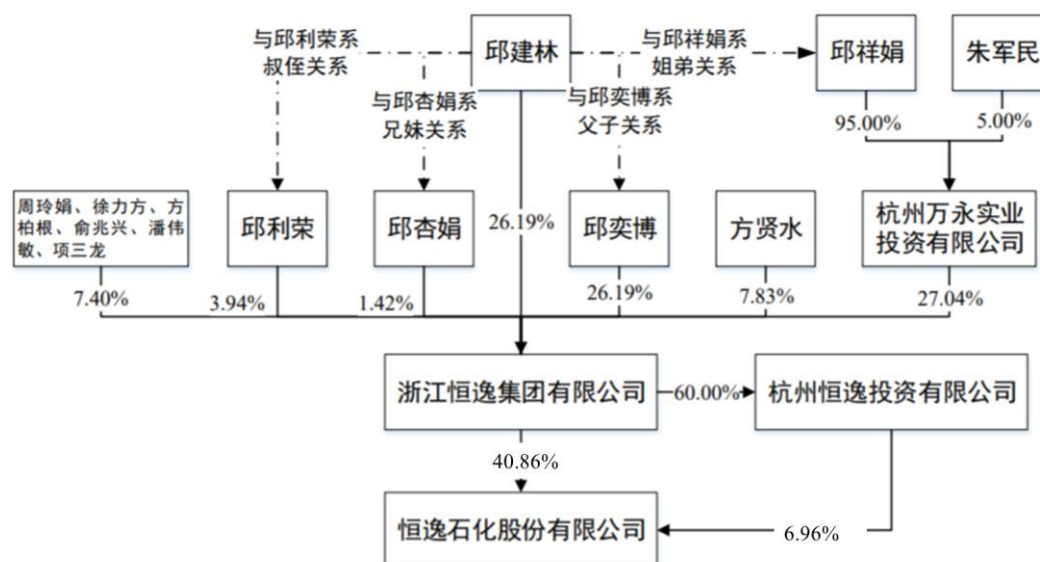 与邱利荣系
叔侄关系
邱建林
与邱祥娟系
姐弟关系
邱祥娟
朱军民
与邱杏娟系
兄妹关系
与邱奕博系
父子关系
95.00%
5.00%
周玲娟、徐力方、方
柏根、俞兆兴、潘伟
敏、项三龙
邱利荣
邱杏娟
26.19%
邱奕博
方贤水
杭州万永实业
投资有限公司
7.40%
3.94%
1.42%
26.19%
7.83%
27.04%
浙江恒逸集团有限公司
60.00%
杭州恒逸投资有限公司
40.86%
恒逸石化股份有限公司
6.96%